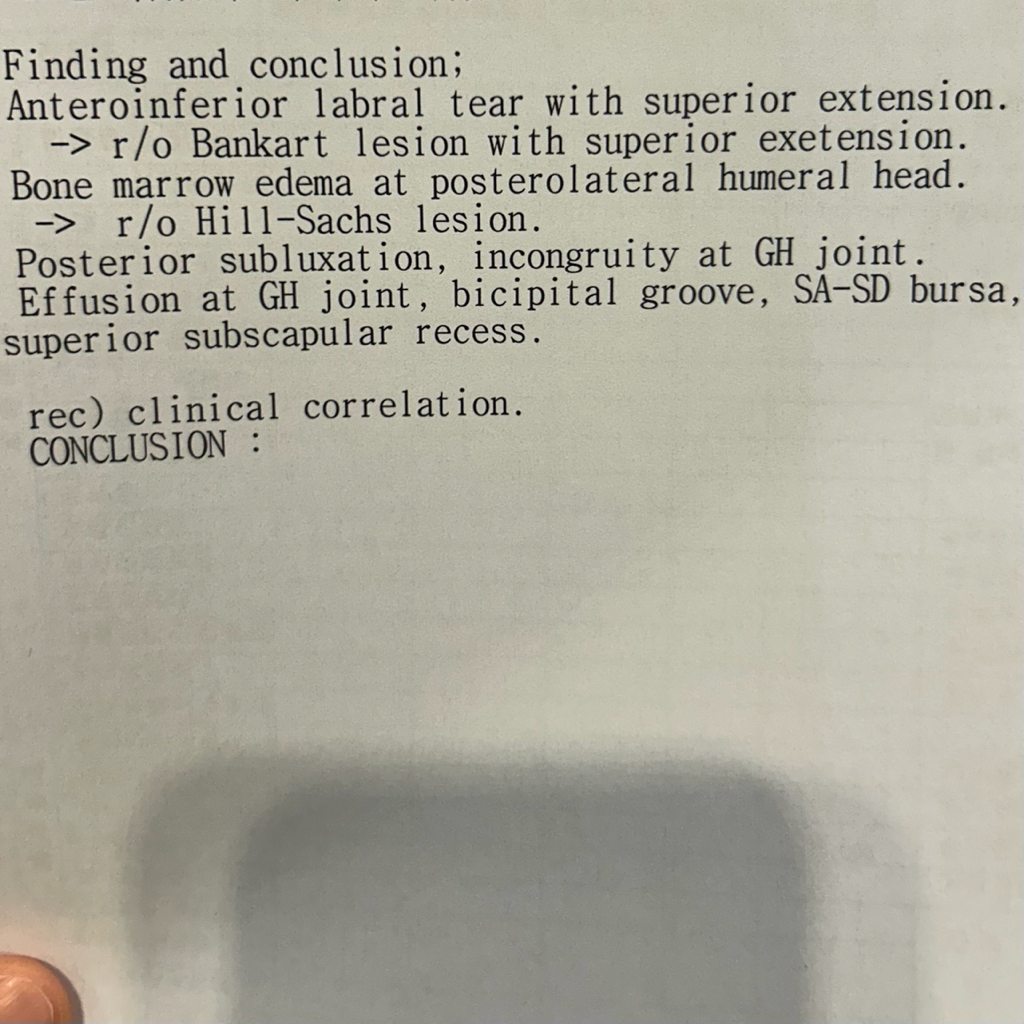 Finding and conclusion;
Anteroinferior labral tear with superior extension.
-> r/o Bankart lesion with superior exetension.
Bone marrow edema at posterolateral humeral head.
-> r/o Hill-Sachs lesion.
Posterior subluxation, incongruity at GH joint.
Effusion at GH joint, bicipital groove, SA-SD bursa,
superior subscapular recess.
rec) clinical correlation.
CONCLUSION :